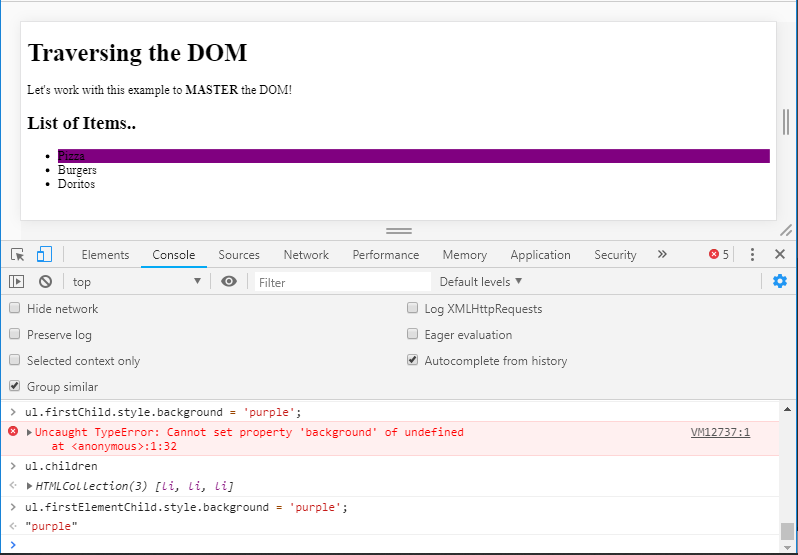 Traversing the DOM
Let's work with this example to MASTER the DOM!
List of Items..
Pizza
Burgers
Doritos
Elements Console Sources Network Performance Memory Application Security » 5
top Filter Default levels
Hide network Log XMLHttpRequests
Preserve log Eager evaluation
Selected context only Autocomplete from history
Group similar
> ul.firstChild.style.background = 'purple';
Uncaught TypeError: Cannot set property 'background' of undefined VM12737:1
at <anonymous>:1:32
> ul.children
HTMLCollection(3) [li, li, li]
> ul.firstElementChild.style.background = 'purple';
"purple"
>